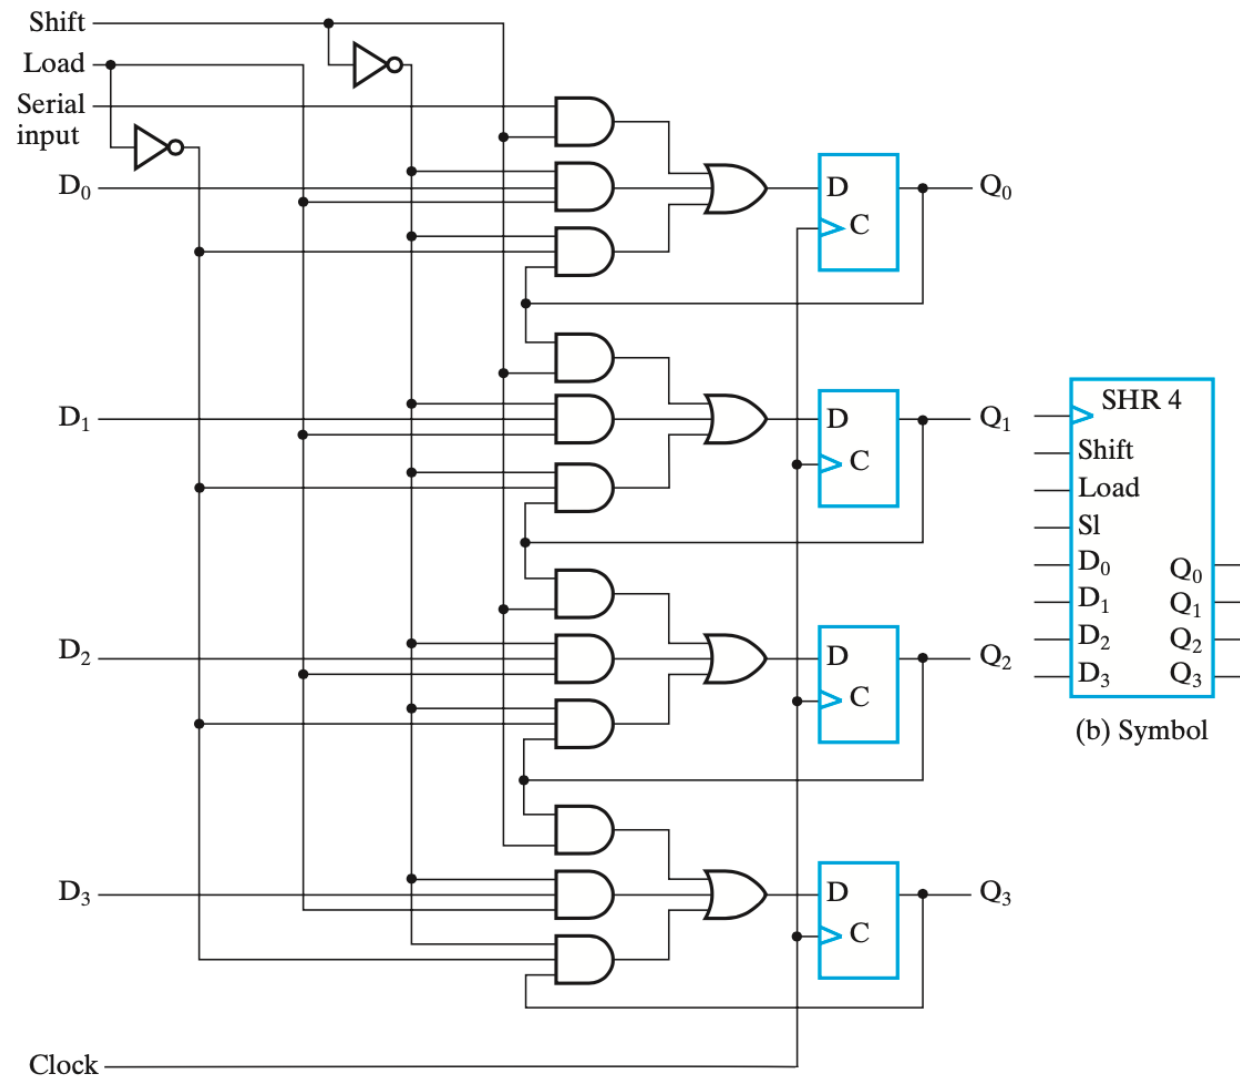 Shift
Load
Serial
input
D₀
D
Q₀
C
D₁
D
Q₁
C
D₂
D
Q₂
C
D₃
D
Q₃
C
Clock
SHR 4
Shift
Load
Sl
D₀
Q₀
D₁
Q₁
D₂
Q₂
D₃
Q₃
(b) Symbol